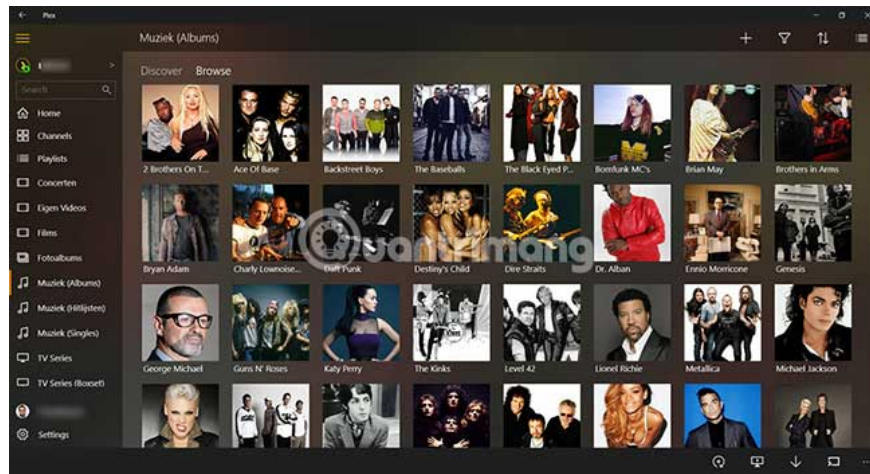 Plex
Muziek (Albums)
Discover Browse
Search
Home
Channels
Playlists
Concerten
Eigen Videos
Films
Fotoalbums
Muziek (Albums)
Muziek (Hitlijsten)
Muziek (Singles)
TV Series
TV Series (Boxset)
Settings
2 Brothers On T...
Ace Of Base
Backstreet Boys
The Baseballs
The Black Eyed P...
Bomfunk MC's
Brian May
Brothers in Arms
Bryan Adam
Charly Lownoise...
Daft Punk
Destiny's Child
Dire Straits
Dr. Alban
Ennio Morricone
Genesis
George Michael
Guns N' Roses
Katy Perry
The Kinks
Level 42
Lionel Richie
Metallica
Michael Jackson
Quantrimang